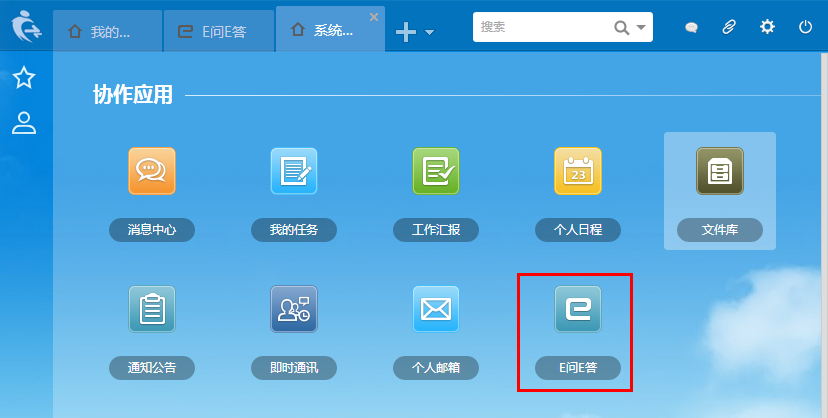 我的...
E问E答
系统...
搜索
协作应用
23
消息中心
我的任务
工作汇报
个人日程
文件库
通知公告
即时通讯
个人邮箱
E问E答